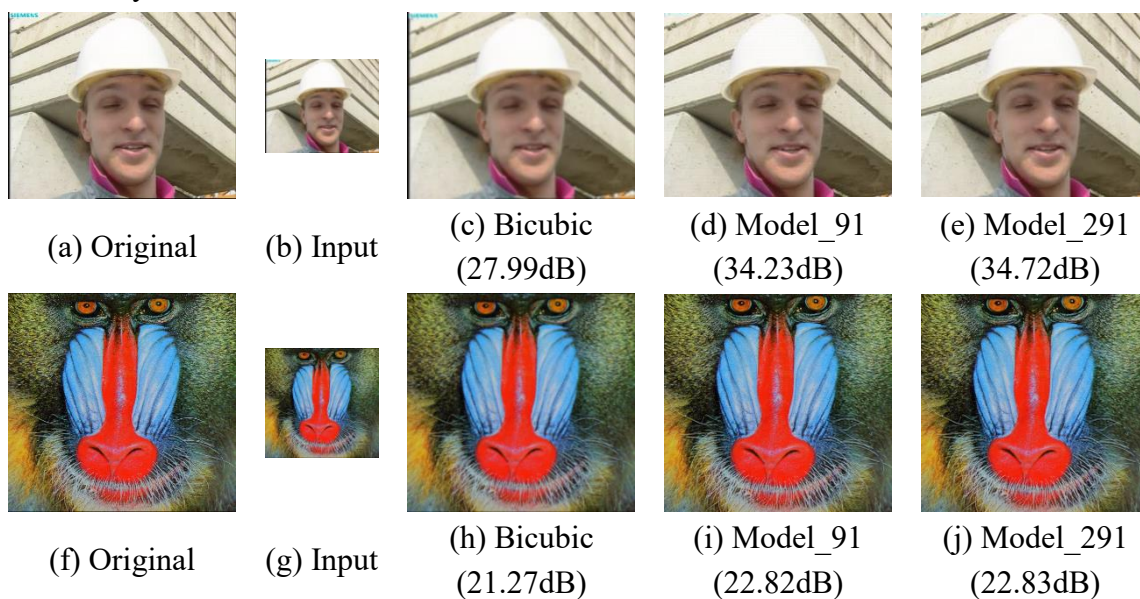 SIEMENS
(a) Original
(b) Input
(c) Bicubic
(27.99dB)
(d) Model_91
(34.23dB)
(e) Model_291
(34.72dB)
(f) Original
(g) Input
(h) Bicubic
(21.27dB)
(i) Model_91
(22.82dB)
(j) Model_291
(22.83dB)